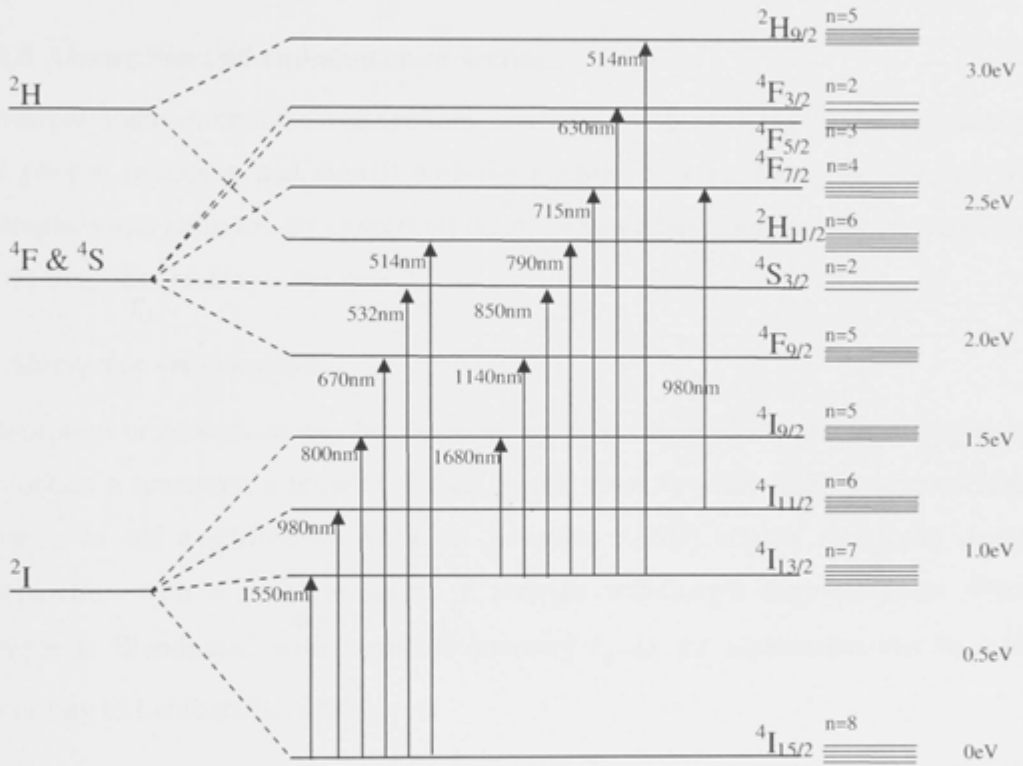 ²H₉/₂ n=5
514nm
3.0eV
²H
⁴F₃/₂ n=2
630nm
⁴F₅/₂ n=3
⁴F₇/₂ n=4
715nm
2.5eV
²H₁₁/₂ n=6
⁴F & ⁴S
514nm
790nm
⁴S₃/₂ n=2
532nm
850nm
⁴F₉/₂ n=5
2.0eV
670nm
1140nm
980nm
⁴I₉/₂ n=5
1.5eV
800nm
1680nm
⁴I₁₁/₂ n=6
980nm
⁴I₁₃/₂ n=7
1.0eV
²I
1550nm
0.5eV
⁴I₁₅/₂ n=8
0eV